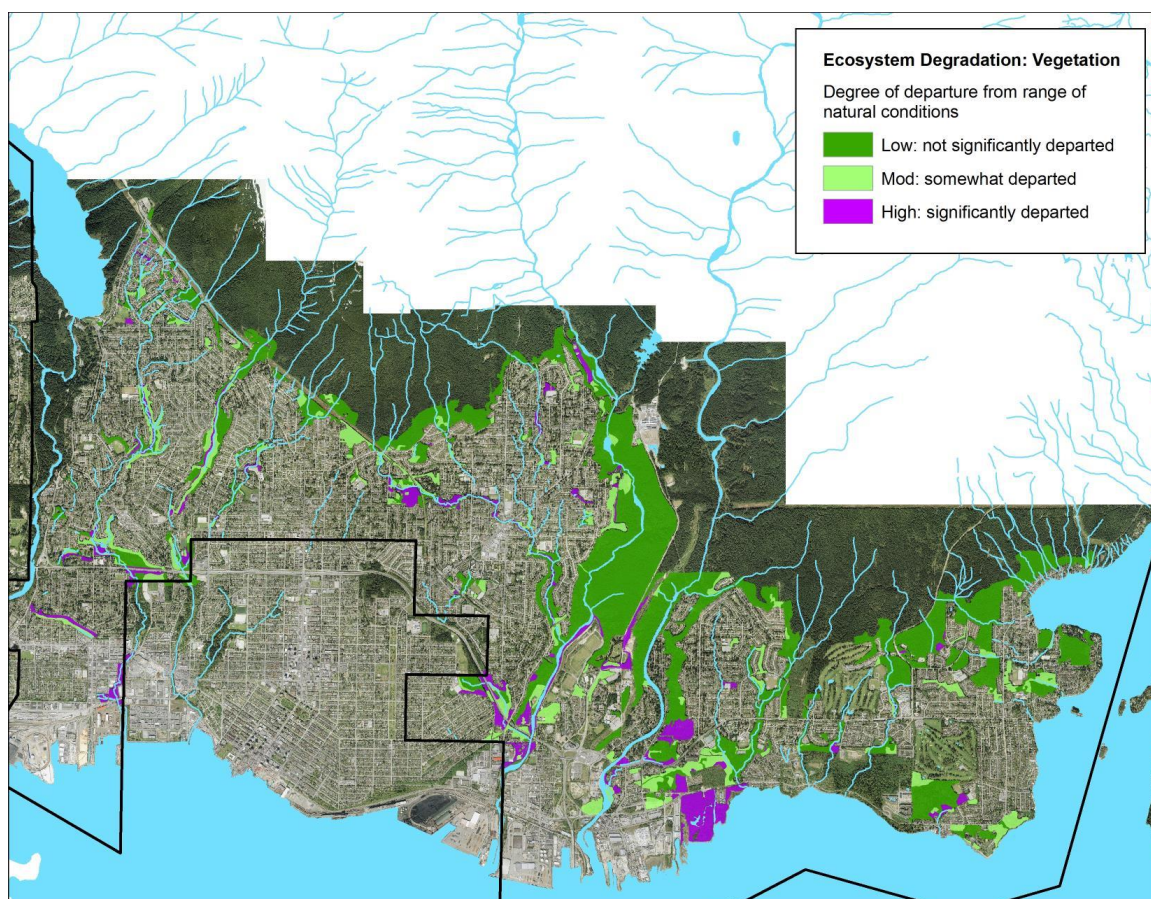 Ecosystem Degradation: Vegetation
Degree of departure from range of
natural conditions
Low: not significantly departed
Mod: somewhat departed
High: significantly departed